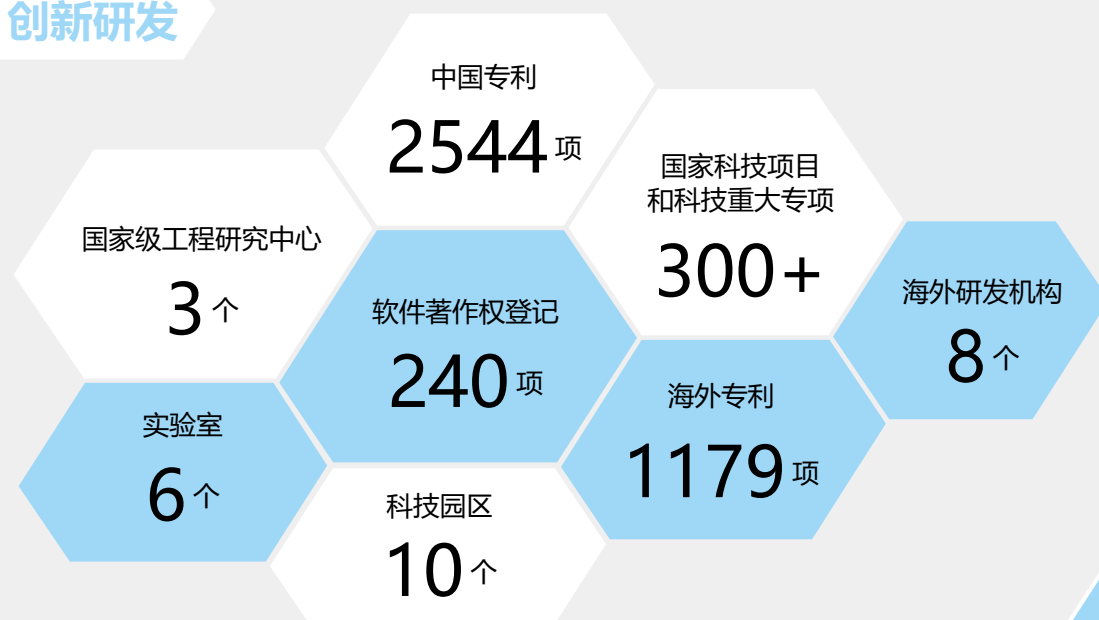 创新研发
中国专利
2544 项
国家科技项目
和科技重大专项
300+
国家级工程研究中心
3 个
软件著作权登记
240 项
海外研发机构
8 个
海外专利
1179 项
实验室
6 个
科技园区
10 个